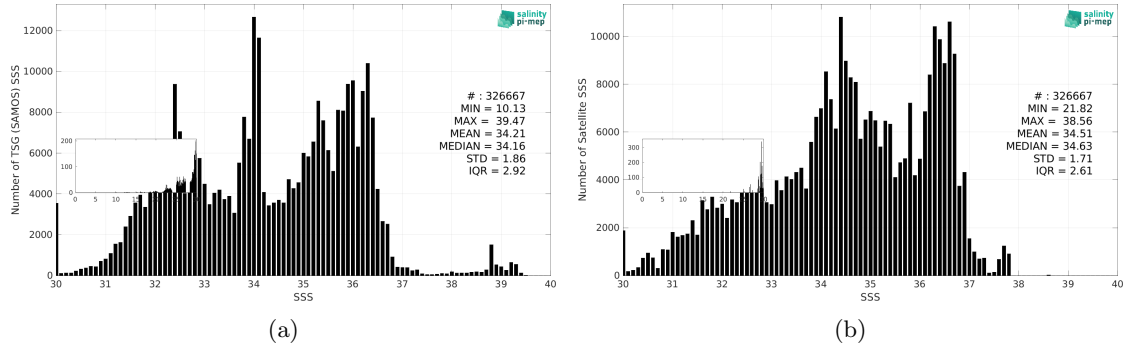 salinity
pi-mep
12000
10000
8000
6000
4000
2000
0
Number of TSG (SAMOS) SSS
# : 326667
MIN = 10.13
MAX = 39.47
MEAN = 34.21
MEDIAN = 34.16
STD = 1.86
IQR = 2.92
200
100
0
0 5 10 15 20 25 30
30 31 32 33 34 35 36 37 38 39 40
SSS
(a)
salinity
pi-mep
10000
8000
6000
4000
2000
0
Number of Satellite SSS
# : 326667
MIN = 21.82
MAX = 38.56
MEAN = 34.51
MEDIAN = 34.63
STD = 1.71
IQR = 2.61
300
200
100
0
0 5 10 15 20 25 30
30 31 32 33 34 35 36 37 38 39 40
SSS
(b)